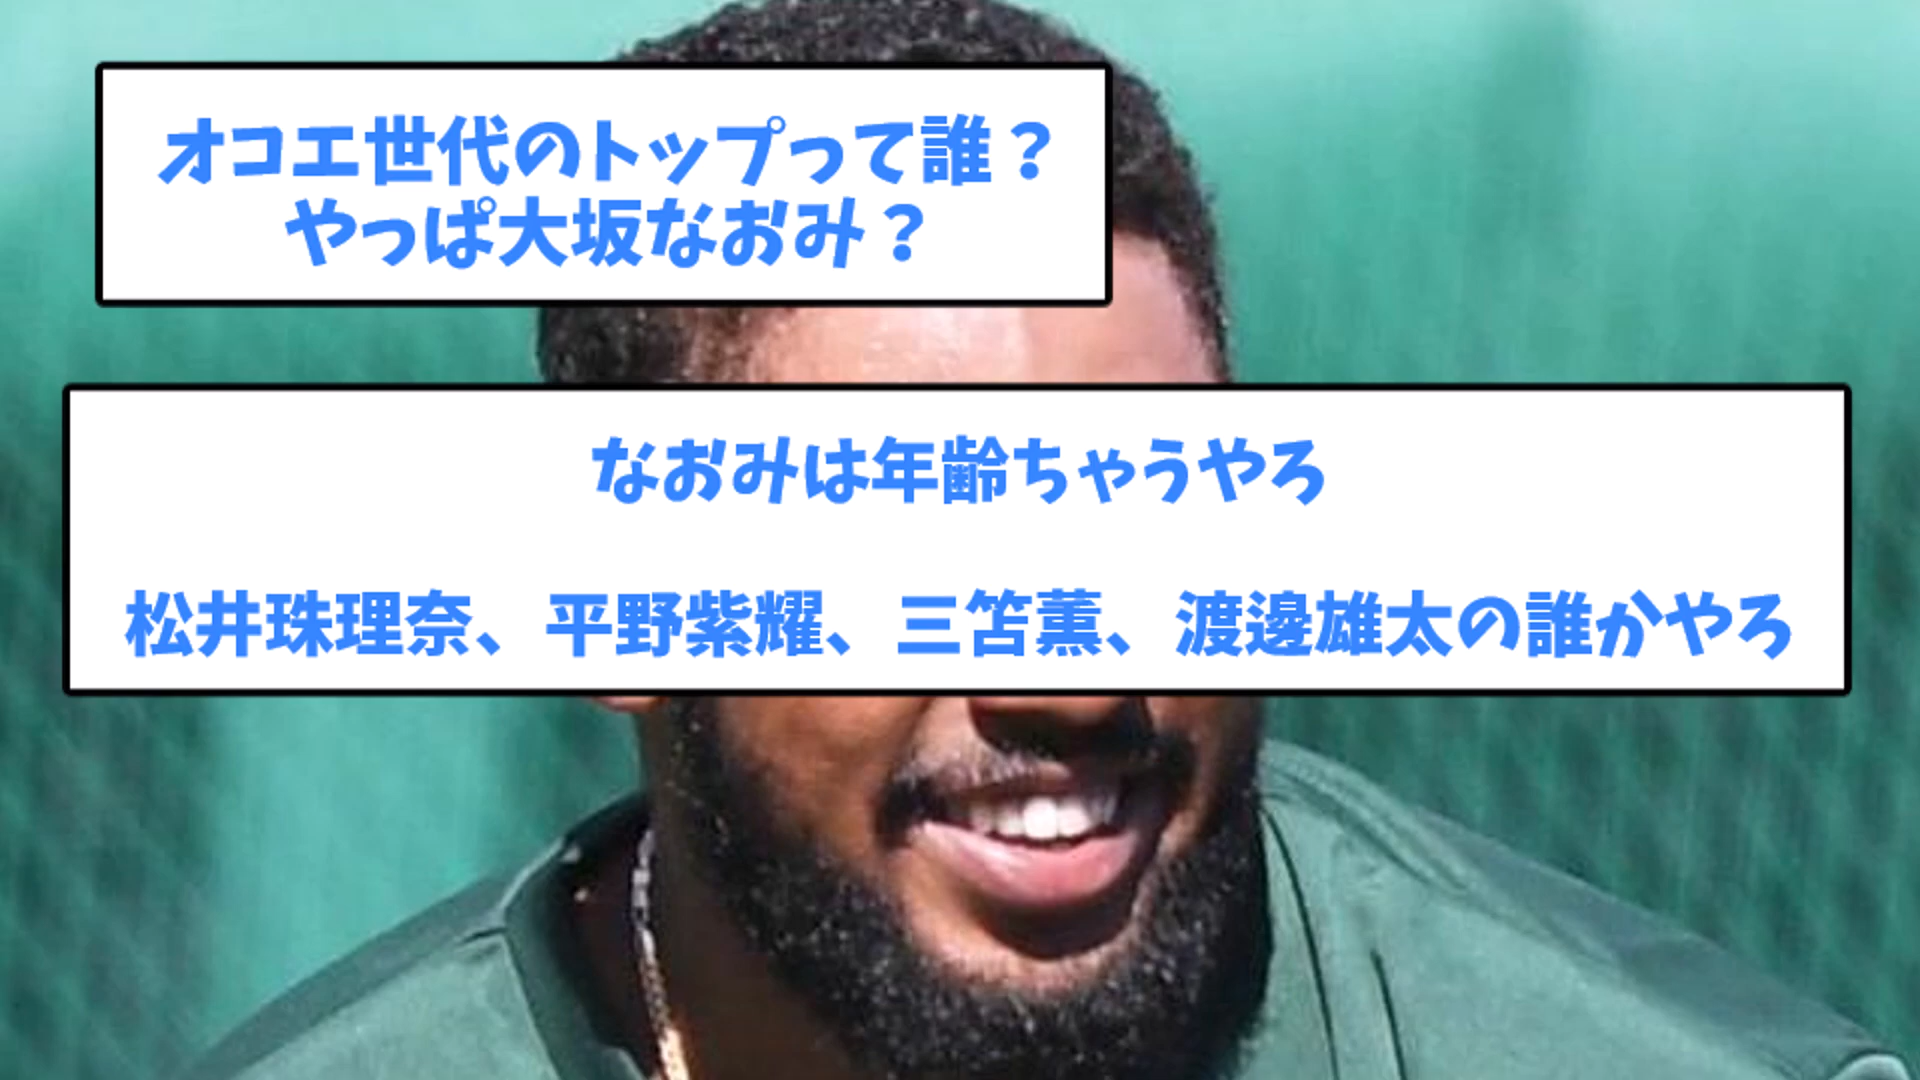 オコエ世代のトップって誰？
やっぱ大坂なおみ？
なおみは年齢ちゃうやろ
松井珠理奈、平野紫耀、三笘薫、渡邊雄太の誰かやろ